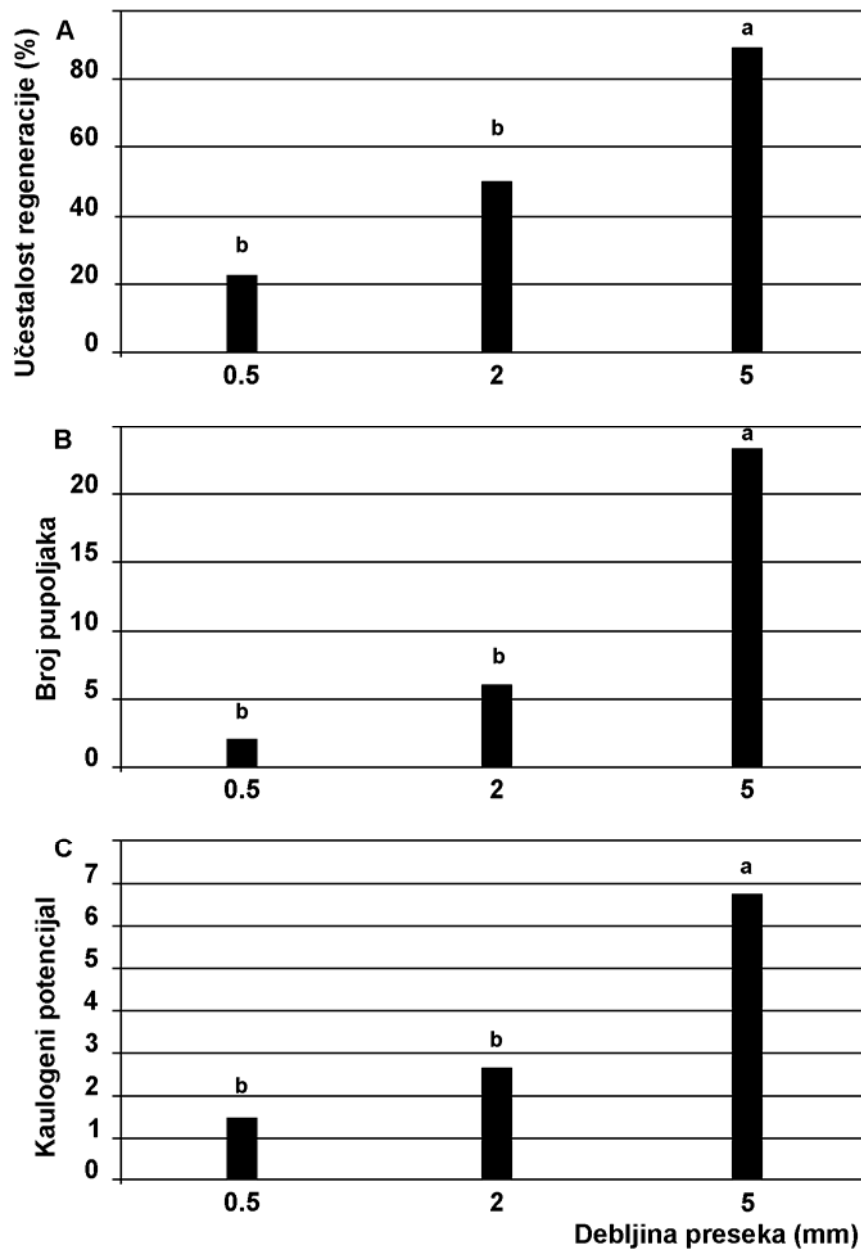 A
Učestalost regeneracije (%)
80
60
40
20
0
b
b
a
0.5
2
5
B
Broj pupoljaka
20
15
10
5
0
b
b
a
0.5
2
5
C
Kaulogeni potencijal
7
6
5
4
3
2
1
0
b
b
a
0.5
2
5
Debljina preseka (mm)